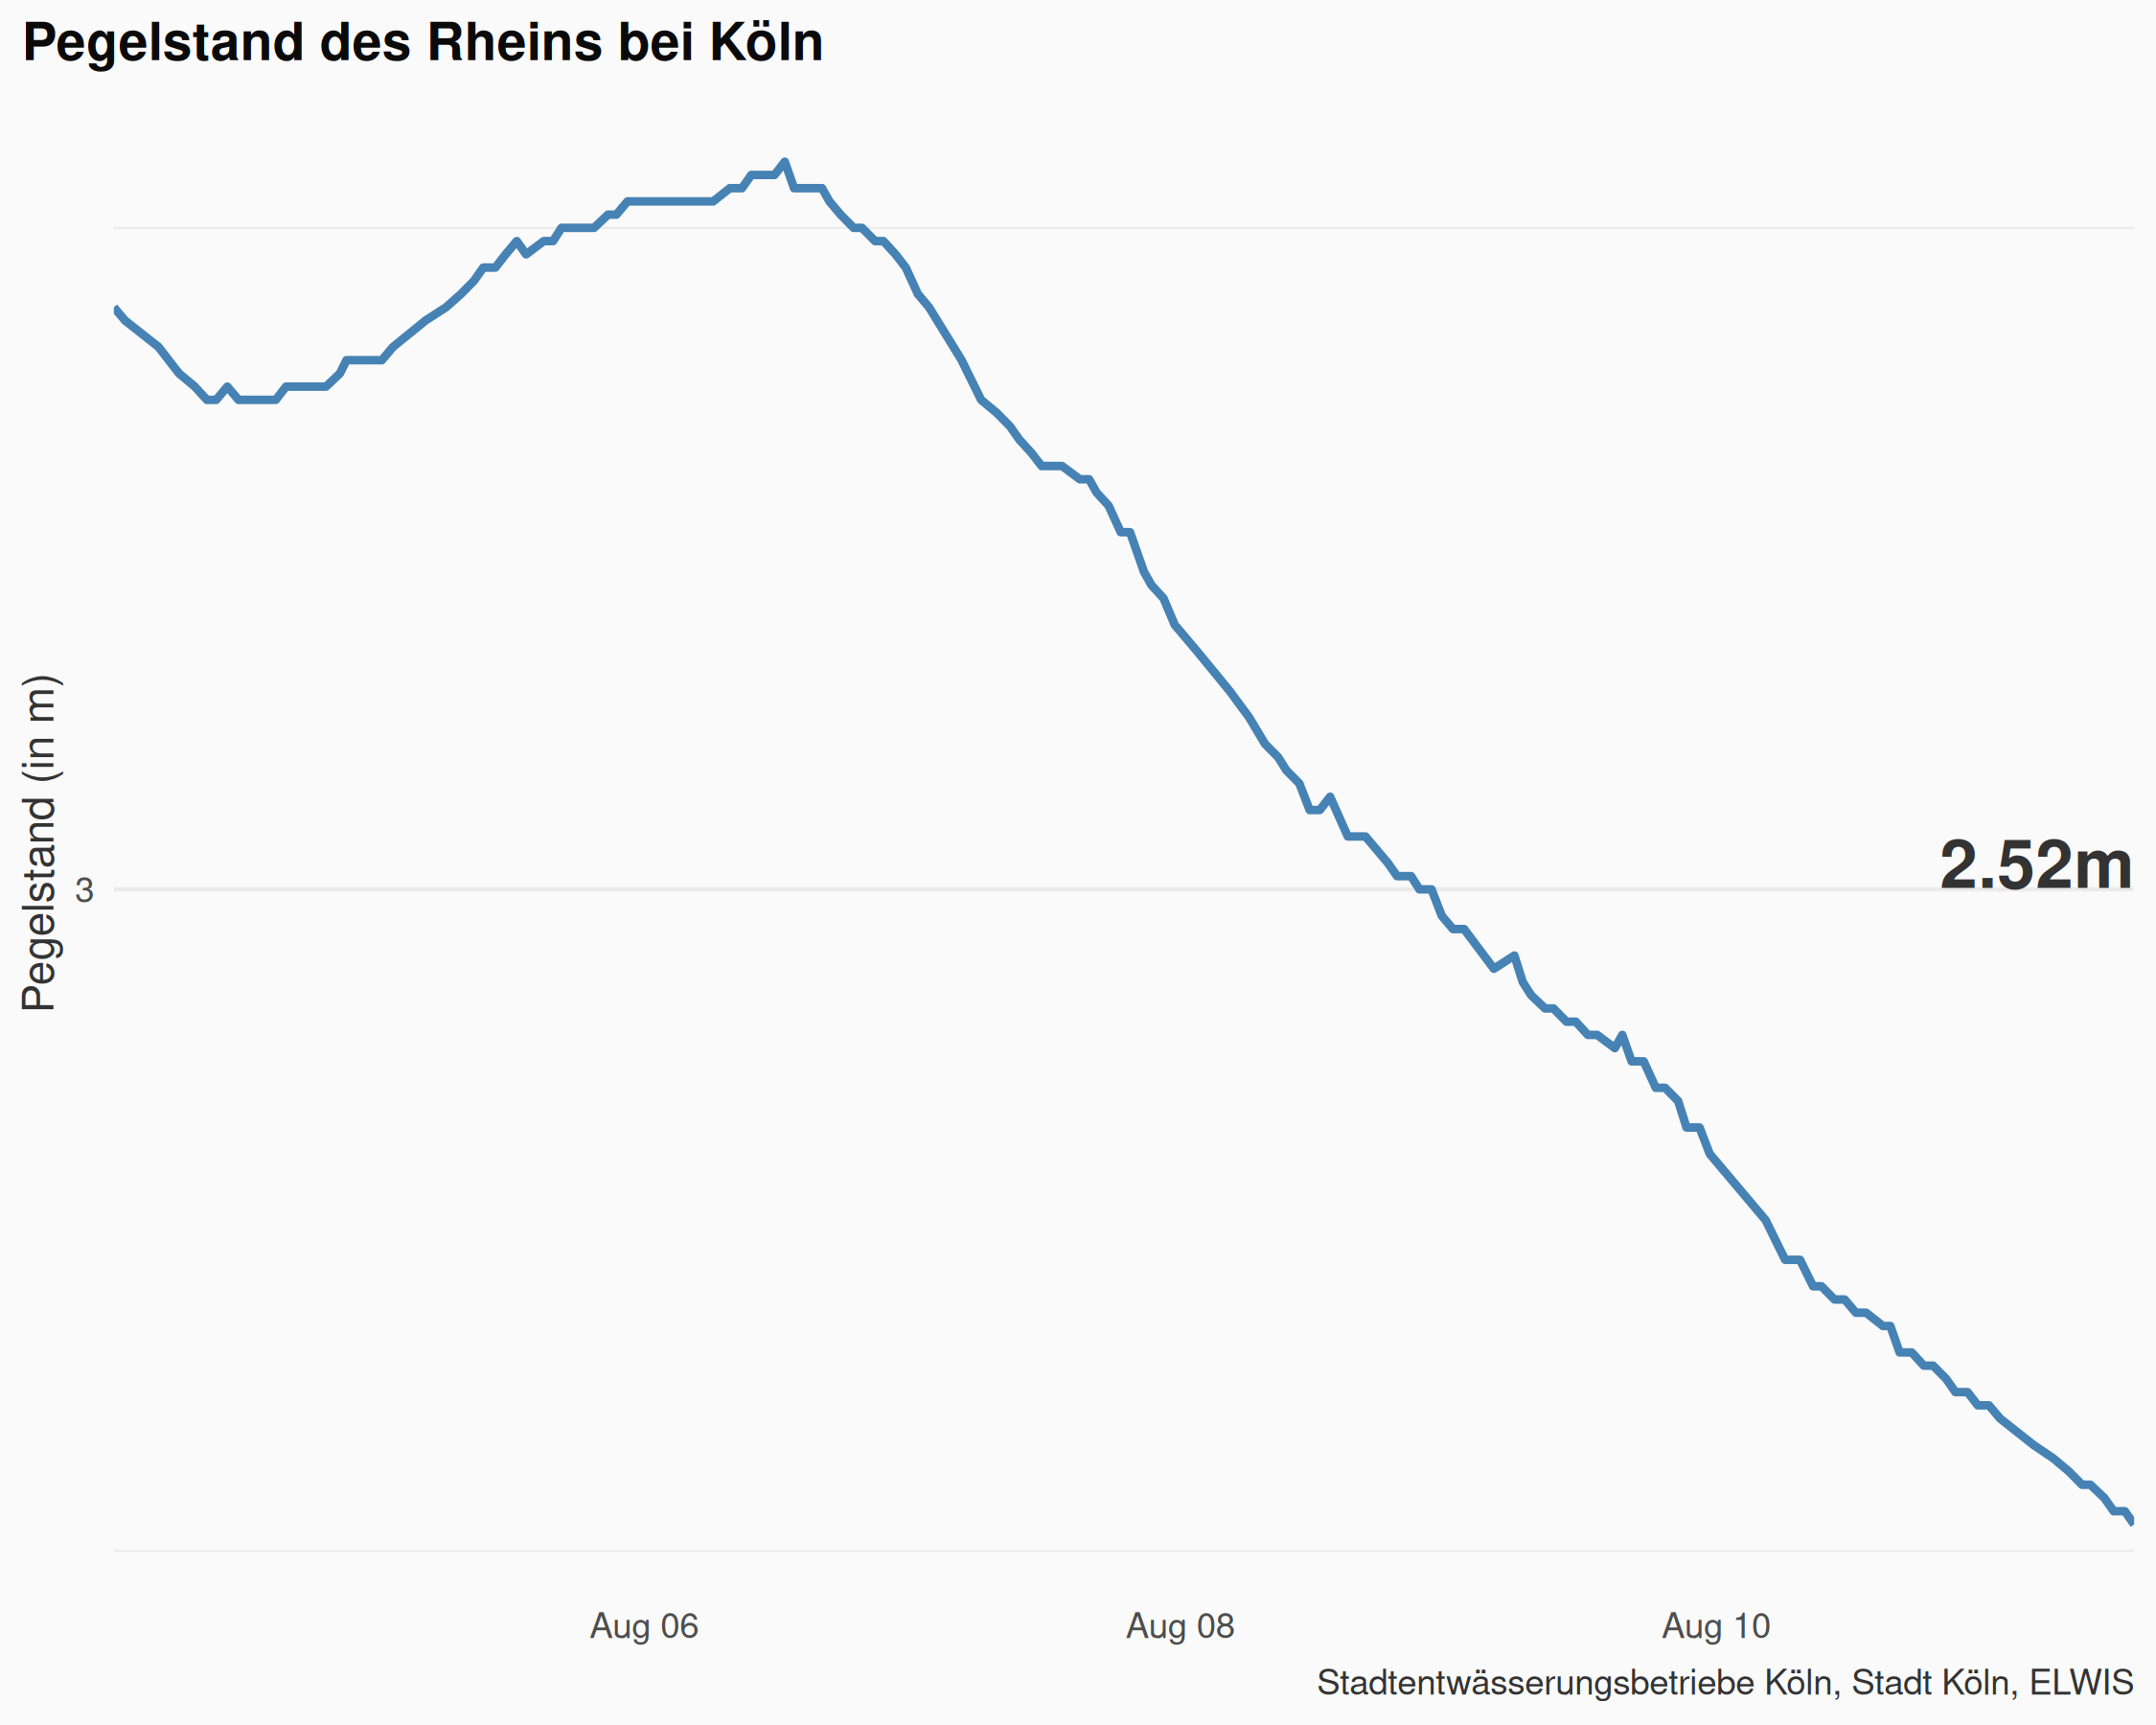 Pegelstand des Rheins bei Köln
Pegelstand (in m)
2.52m
3
Aug 06
Aug 08
Aug 10
Stadtentwässerungsbetriebe Köln, Stadt Köln, ELWIS